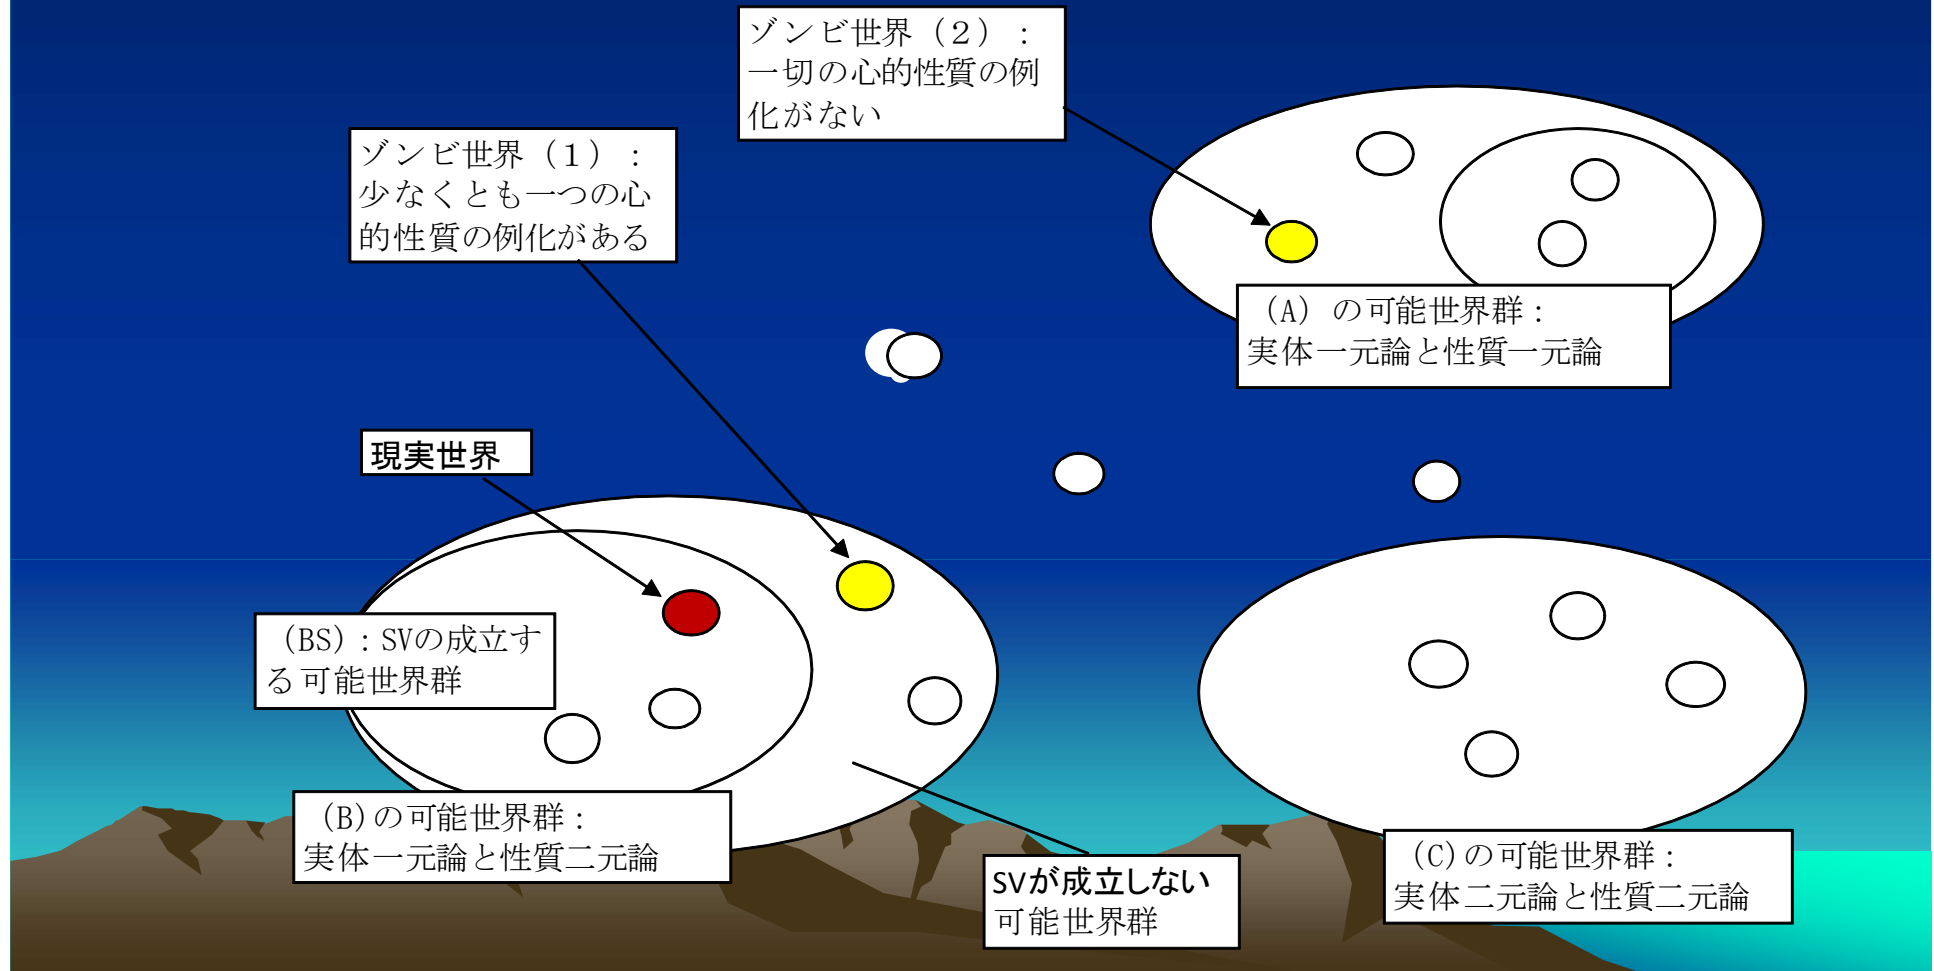 ゾンビ世界（２）：
一切の心的性質の例
化がない
ゾンビ世界（１）：
少なくとも一つの心
的性質の例化がある
（A）の可能世界群：
実体一元論と性質一元論
現実世界
（BS）：SVの成立す
る可能世界群
（B）の可能世界群：
実体一元論と性質二元論
SVが成立しない
可能世界群
（C）の可能世界群：
実体二元論と性質二元論